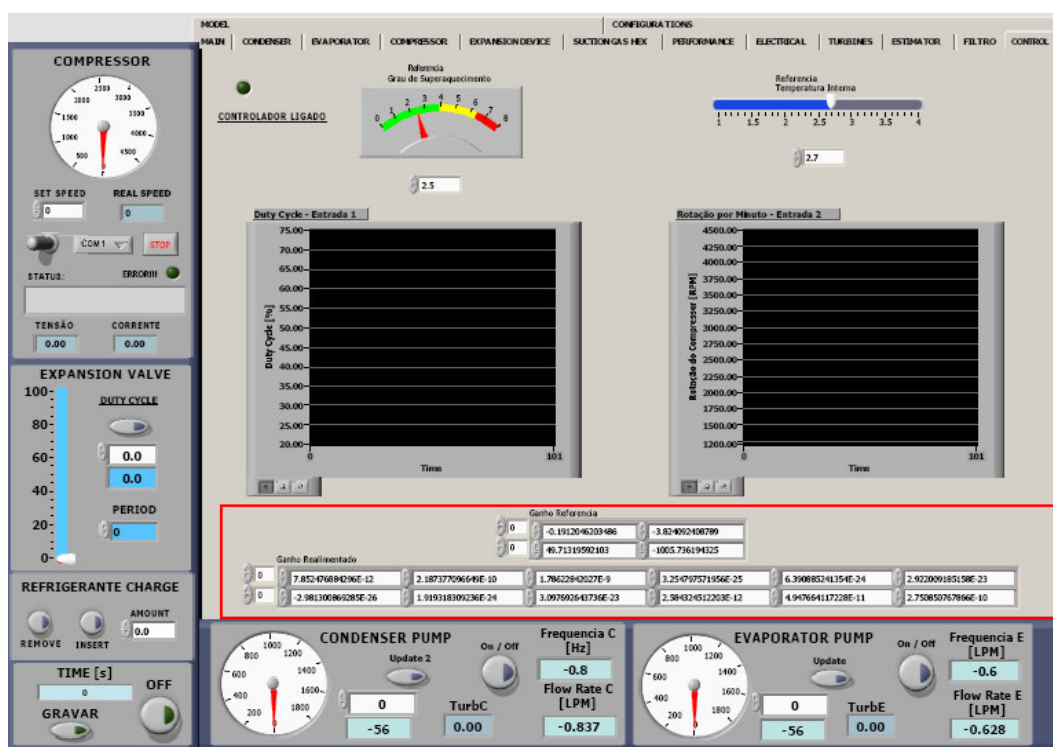 MODEL
CONFIGURATIONS
MAIN
CONDENSER
EVAPORATOR
COMPRESSOR
EXPANSION DEVICE
SUCTION GAS HEX
PERFORMANCE
ELECTRICAL
TURBINES
ESTIMATOR
FILTRO
CONTROL
COMPRESSOR
500
1000
1500
2000
2500
3000
3500
4000
4500
0
SET SPEED
REAL SPEED
0
0
COM 1
STOP
STATUS:
ERROR!!!
TENSÃO
CORRENTE
0.00
0.00
CONTROLADOR LIGADO
Referencia
Grau de Superaquecimento
0 1 2 3 4 5 6 7 8
2.5
Referencia
Temperatura Interna
1 1.5 2 2.5 3 3.5 4
2.7
EXPANSION VALVE
100
80
60
40
20
0
DUTY CYCLE
0.0
0.0
PERIOD
0
Duty Cycle - Entrada 1
Duty Cycle [%]
75.00
70.00
65.00
60.00
55.00
50.00
45.00
40.00
35.00
30.00
25.00
20.00
0
101
Time
Rotação por Minuto - Entrada 2
Rotação do Compressor [RPM]
4500.00
4250.00
4000.00
3750.00
3500.00
3250.00
3000.00
2750.00
2500.00
2250.00
2000.00
1750.00
1500.00
1200.00
0
101
Time
Ganho Referencia
0 -0.1912046203486 -3.824092408789
0 49.71319592103 -1005.736194325
Ganho Realimentado
0 7.852476884296E-12 2.187377096649E-10 1.78622842027E-9 3.254797571956E-25 6.390885241354E-24 2.922009185158E-23
0 -2.981300869285E-26 1.919318309236E-24 3.097692643736E-23 2.584324512203E-12 4.947664117228E-11 2.750850767866E-10
REFRIGERANTE CHARGE
REMOVE
INSERT
AMOUNT
0.0
TIME [s]
0
GRAVAR
OFF
CONDENSER PUMP
200
400
600
800
1000
1200
1400
1600
1800
0
Update 2
On / Off
0
-56
TurbC
0.00
Frequencia C
[Hz]
-0.8
Flow Rate C
[LPM]
-0.837
EVAPORATOR PUMP
200
400
600
800
1000
1200
1400
1600
1800
0
Update
On / Off
0
-56
TurbE
0.00
Frequencia E
[LPM]
-0.6
Flow Rate E
[LPM]
-0.628